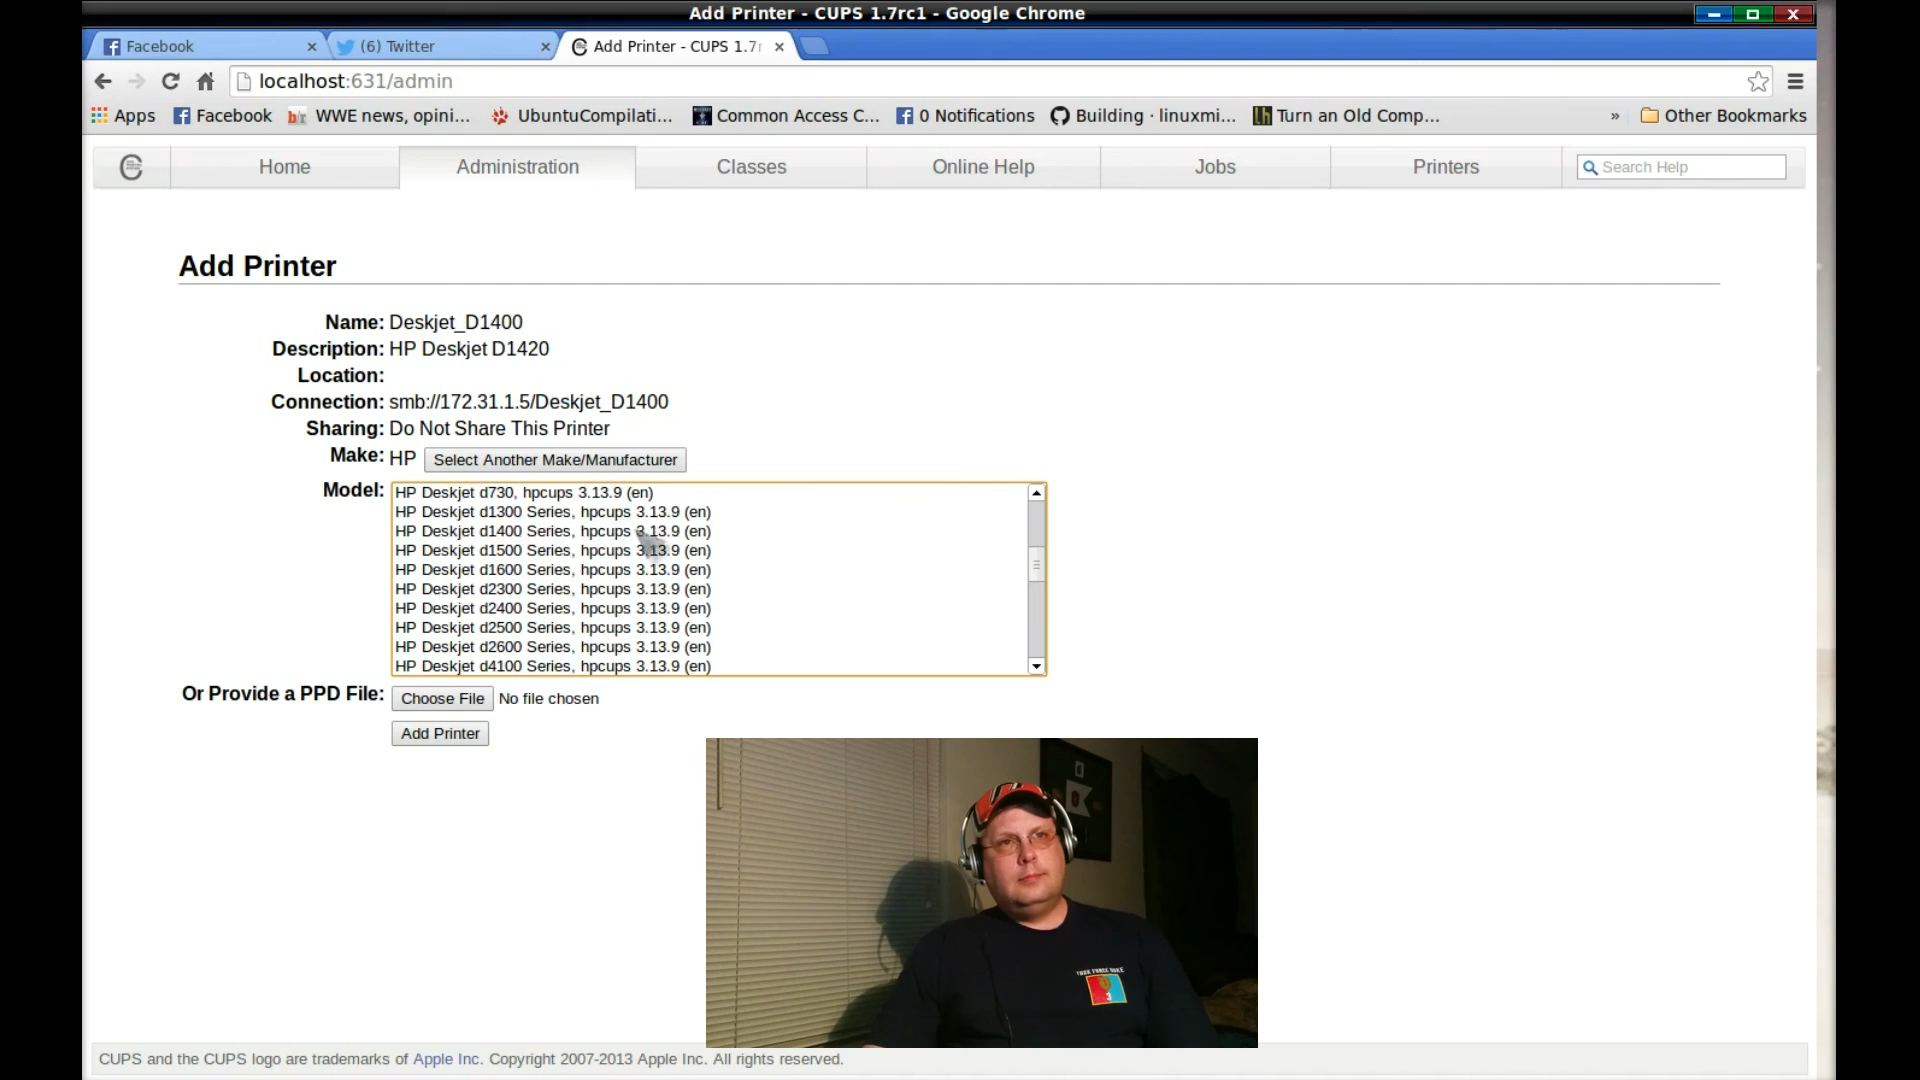 Add Printer - CUPS 1.7rc1 - Google Chrome
Facebook
(6) Twitter
Add Printer - CUPS 1.7r
localhost:631/admin
Apps
Facebook
WWE news, opini...
UbuntuCompilati...
Common Access C...
0 Notifications
Building · linuxmi...
Turn an Old Comp...
»
Other Bookmarks
Home
Administration
Classes
Online Help
Jobs
Printers
Search Help
Add Printer
Name: Deskjet_D1400
Description: HP Deskjet D1420
Location:
Connection: smb://172.31.1.5/Deskjet_D1400
Sharing: Do Not Share This Printer
Make: HP Select Another Make/Manufacturer
Model:
HP Deskjet d730, hpcups 3.13.9 (en)
HP Deskjet d1300 Series, hpcups 3.13.9 (en)
HP Deskjet d1400 Series, hpcups 3.13.9 (en)
HP Deskjet d1500 Series, hpcups 3.13.9 (en)
HP Deskjet d1600 Series, hpcups 3.13.9 (en)
HP Deskjet d2300 Series, hpcups 3.13.9 (en)
HP Deskjet d2400 Series, hpcups 3.13.9 (en)
HP Deskjet d2500 Series, hpcups 3.13.9 (en)
HP Deskjet d2600 Series, hpcups 3.13.9 (en)
HP Deskjet d4100 Series, hpcups 3.13.9 (en)
Or Provide a PPD File: Choose File No file chosen
Add Printer
TASK FORCE DUKE
3
CUPS and the CUPS logo are trademarks of Apple Inc. Copyright 2007-2013 Apple Inc. All rights reserved.